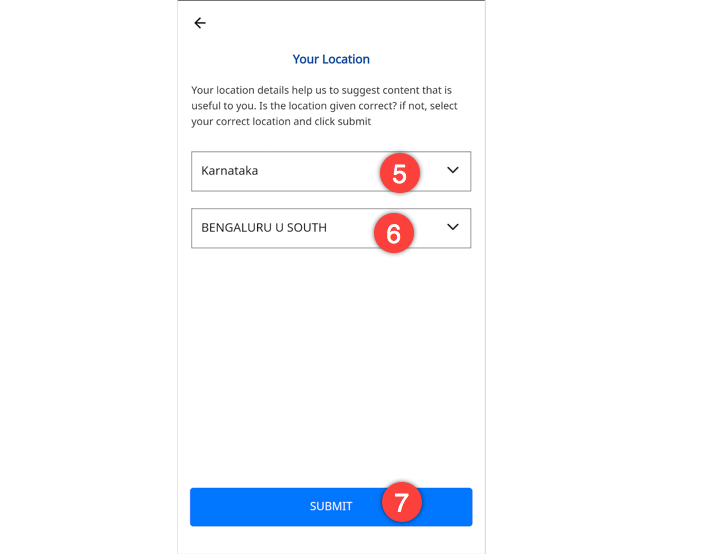 Your Location
Your location details help us to suggest content that is
useful to you. Is the location given correct? if not, select
your correct location and click submit
Karnataka
5
BENGALURU U SOUTH
6
SUBMIT
7